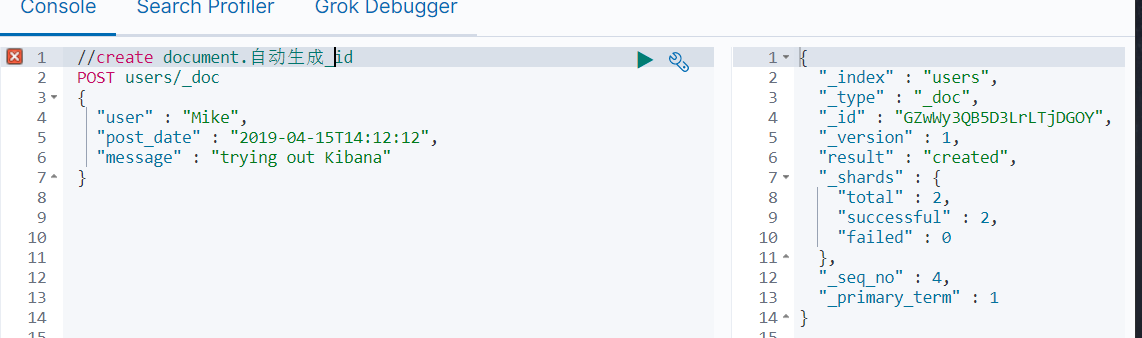 Console Search Profiler Grok Debugger
1 //create document.自动生成_id
2 POST users/_doc
3 {
4 "user" : "Mike",
5 "post_date" : "2019-04-15T14:12:12",
6 "message" : "trying out Kibana"
7 }
8
9
10
11
12
13
14
15
1 {
2 "_index" : "users",
3 "_type" : "_doc",
4 "_id" : "GZwWy3QB5D3LrLTjDGOY",
5 "_version" : 1,
6 "result" : "created",
7 "_shards" : {
8 "total" : 2,
9 "successful" : 2,
10 "failed" : 0
11 },
12 "_seq_no" : 4,
13 "_primary_term" : 1
14 }
15